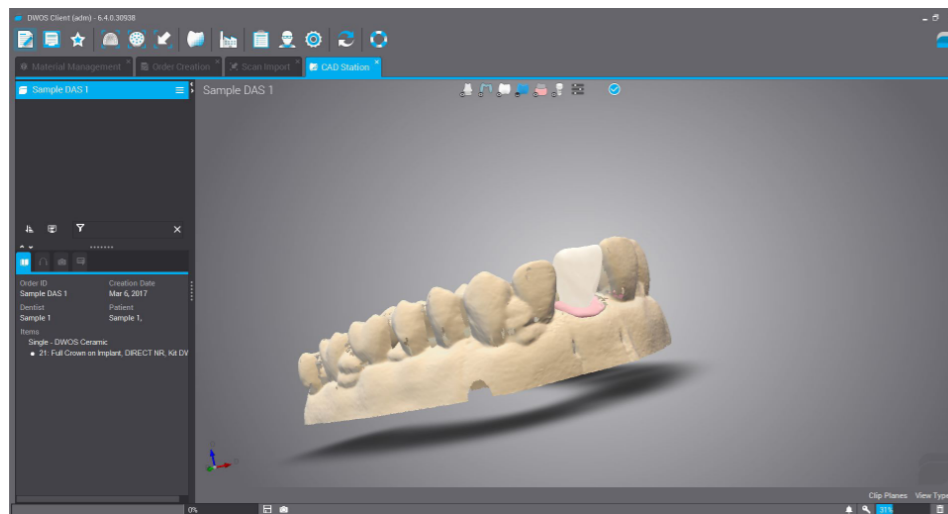 DWOS Client (adm) - 6.4.0.30938
Material Management
Order Creation
Scan Import
CAD Station
Sample DAS 1
Sample DAS 1
Order ID
Creation Date
Sample DAS 1
Mar 6, 2017
Dentist
Patient
Sample 1
Sample 1,
Items
Single - DWOS Ceramic
21: Full Crown on Implant, DIRECT NR, Kit DV
Clip Planes
View Type
0%
31%